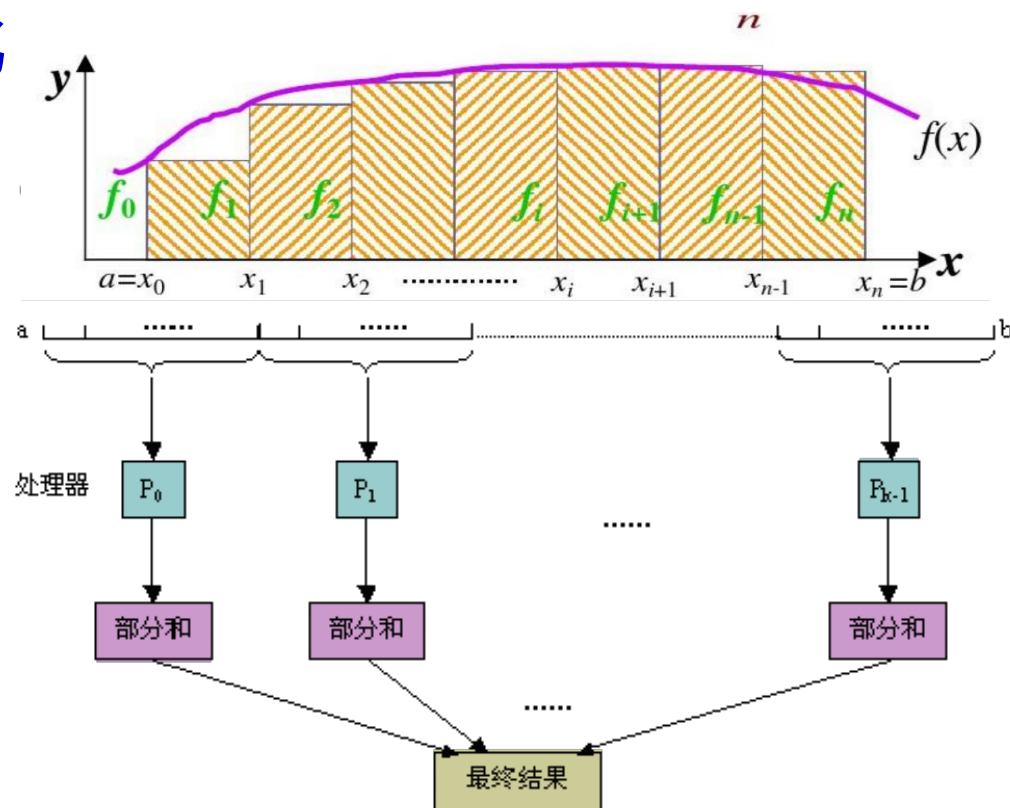 n
y
f(x)
f₀ f₁ f₂ fᵢ fᵢ₊₁ fₙ₋₁ fₙ
a=x₀ x₁ x₂ ................ xᵢ xᵢ₊₁ xₙ₋₁ xₙ=b x
a ...... ...... ...... b
处理器 P₀ P₁ ...... Pₖ₋₁
部分和 部分和 部分和
......
最终结果